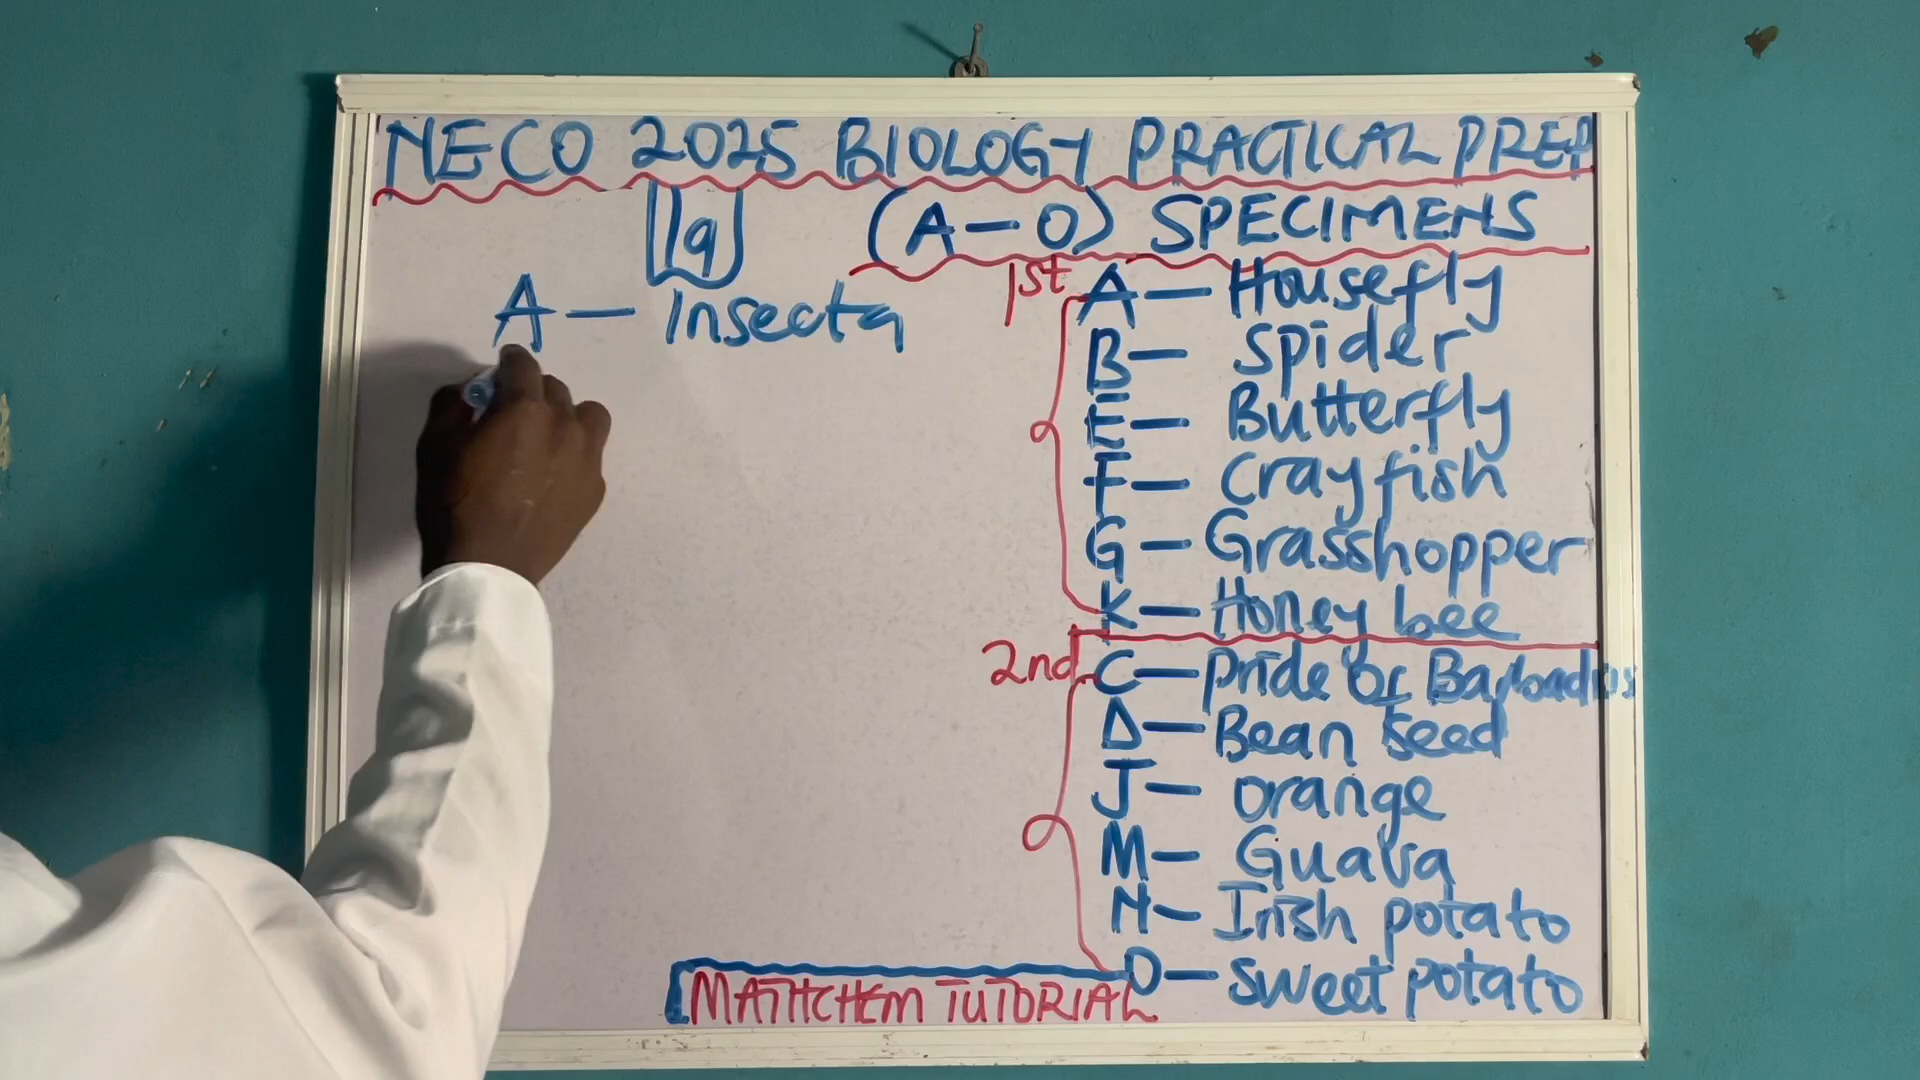 NECO 2025 BIOLOGY PRACTICAL PREP
1a (A-O) SPECIMENS
A - Insecta
1st A - Housefly
B - Spider
E - Butterfly
F - Crayfish
G - Grasshopper
K - Honey bee
2nd C - Pride of Barbados
D - Bean seed
J - Orange
M - Guava
N - Irish potato
O - Sweet potato
MATHCHEM TUTORIAL